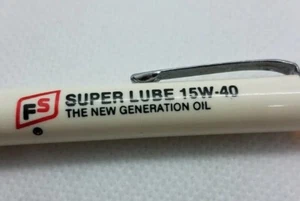 FS
SUPER LUBE 15W-40
THE NEW GENERATION OIL